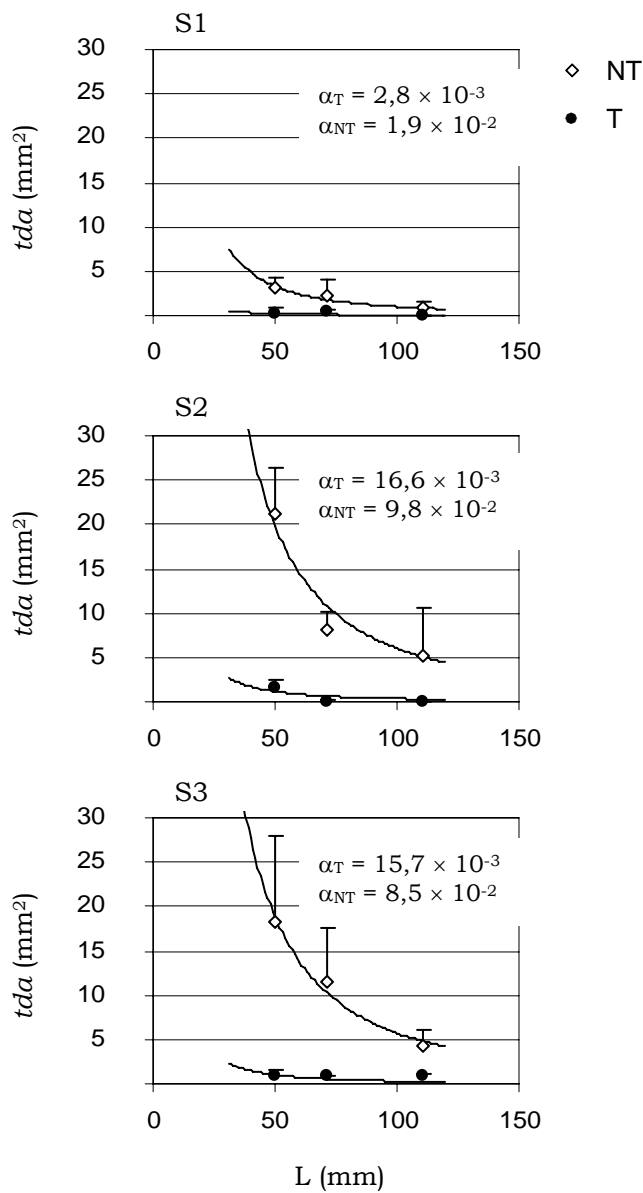 S1
30
25
20
15
10
5
tda (mm²)
αT = 2,8 × 10-3
αNT = 1,9 × 10-2
NT
T
0 50 100 150
S2
30
25
20
15
10
5
tda (mm²)
αT = 16,6 × 10-3
αNT = 9,8 × 10-2
0 50 100 150
S3
30
25
20
15
10
5
tda (mm²)
αT = 15,7 × 10-3
αNT = 8,5 × 10-2
0 50 100 150
L (mm)